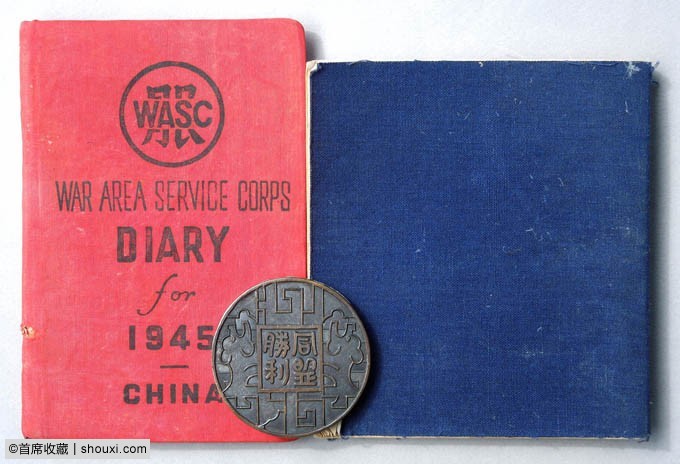 WASC
WAR AREA SERVICE CORPS
DIARY
for
1945
CHINA
同盟
勝利
©首席收藏 | shouxi.com